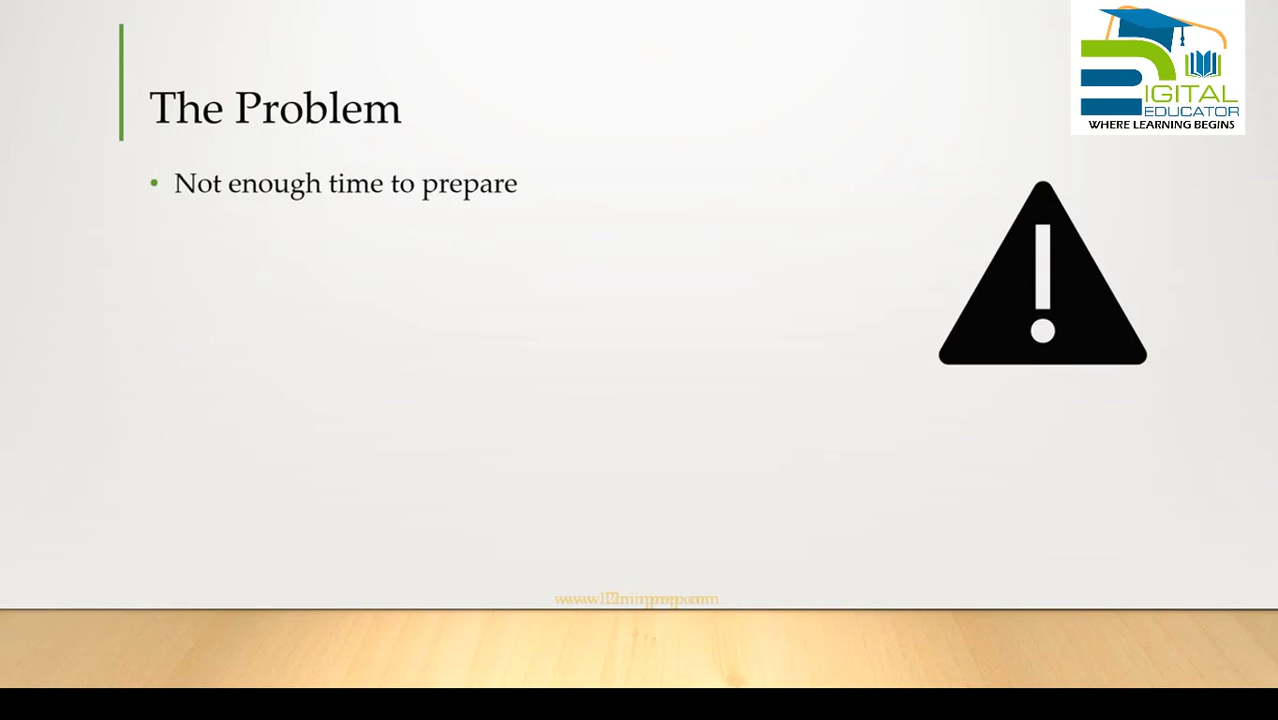 The Problem
• Not enough time to prepare
IGITAL
EDUCATOR
WHERE LEARNING BEGINS